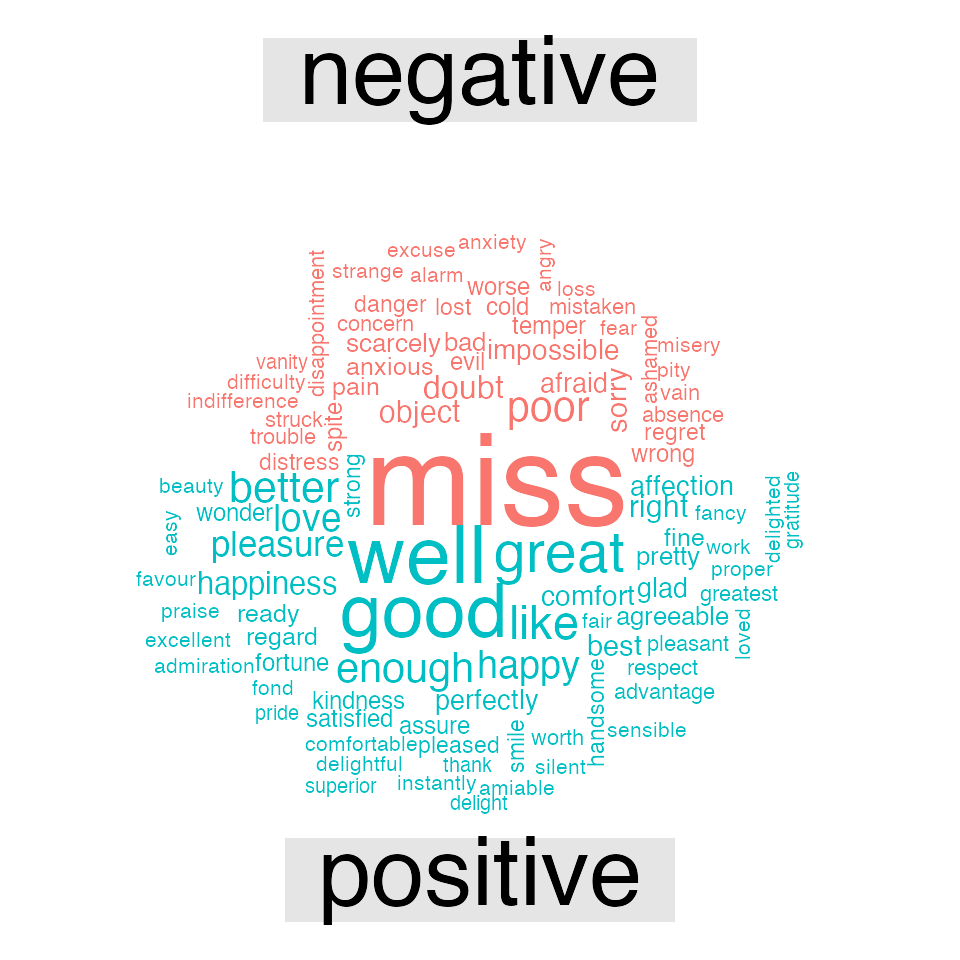 negative
excuse anxiety angry
strange alarm
disappointment
worse loss
danger lost cold mistaken
concern temper fear ashamed
scarcely bad impossible misery
vanity anxious evil pity
difficulty pain doubt afraid sorry vain
indifference object poor absence
struck spite regret
trouble wrong
distress miss
beauty better strong affection delighted gratitude
easy wonder love right fancy
pleasure well great fine pretty work
favour happiness comfort glad proper greatest
praise ready good like fair agreeable loved
excellent regard best pleasant
admiration fortune enough happy respect
fond kindness perfectly handsome advantage
pride satisfied assure smile worth sensible
comfortable pleased
delightful thank silent
superior instantly amiable
delight
positive